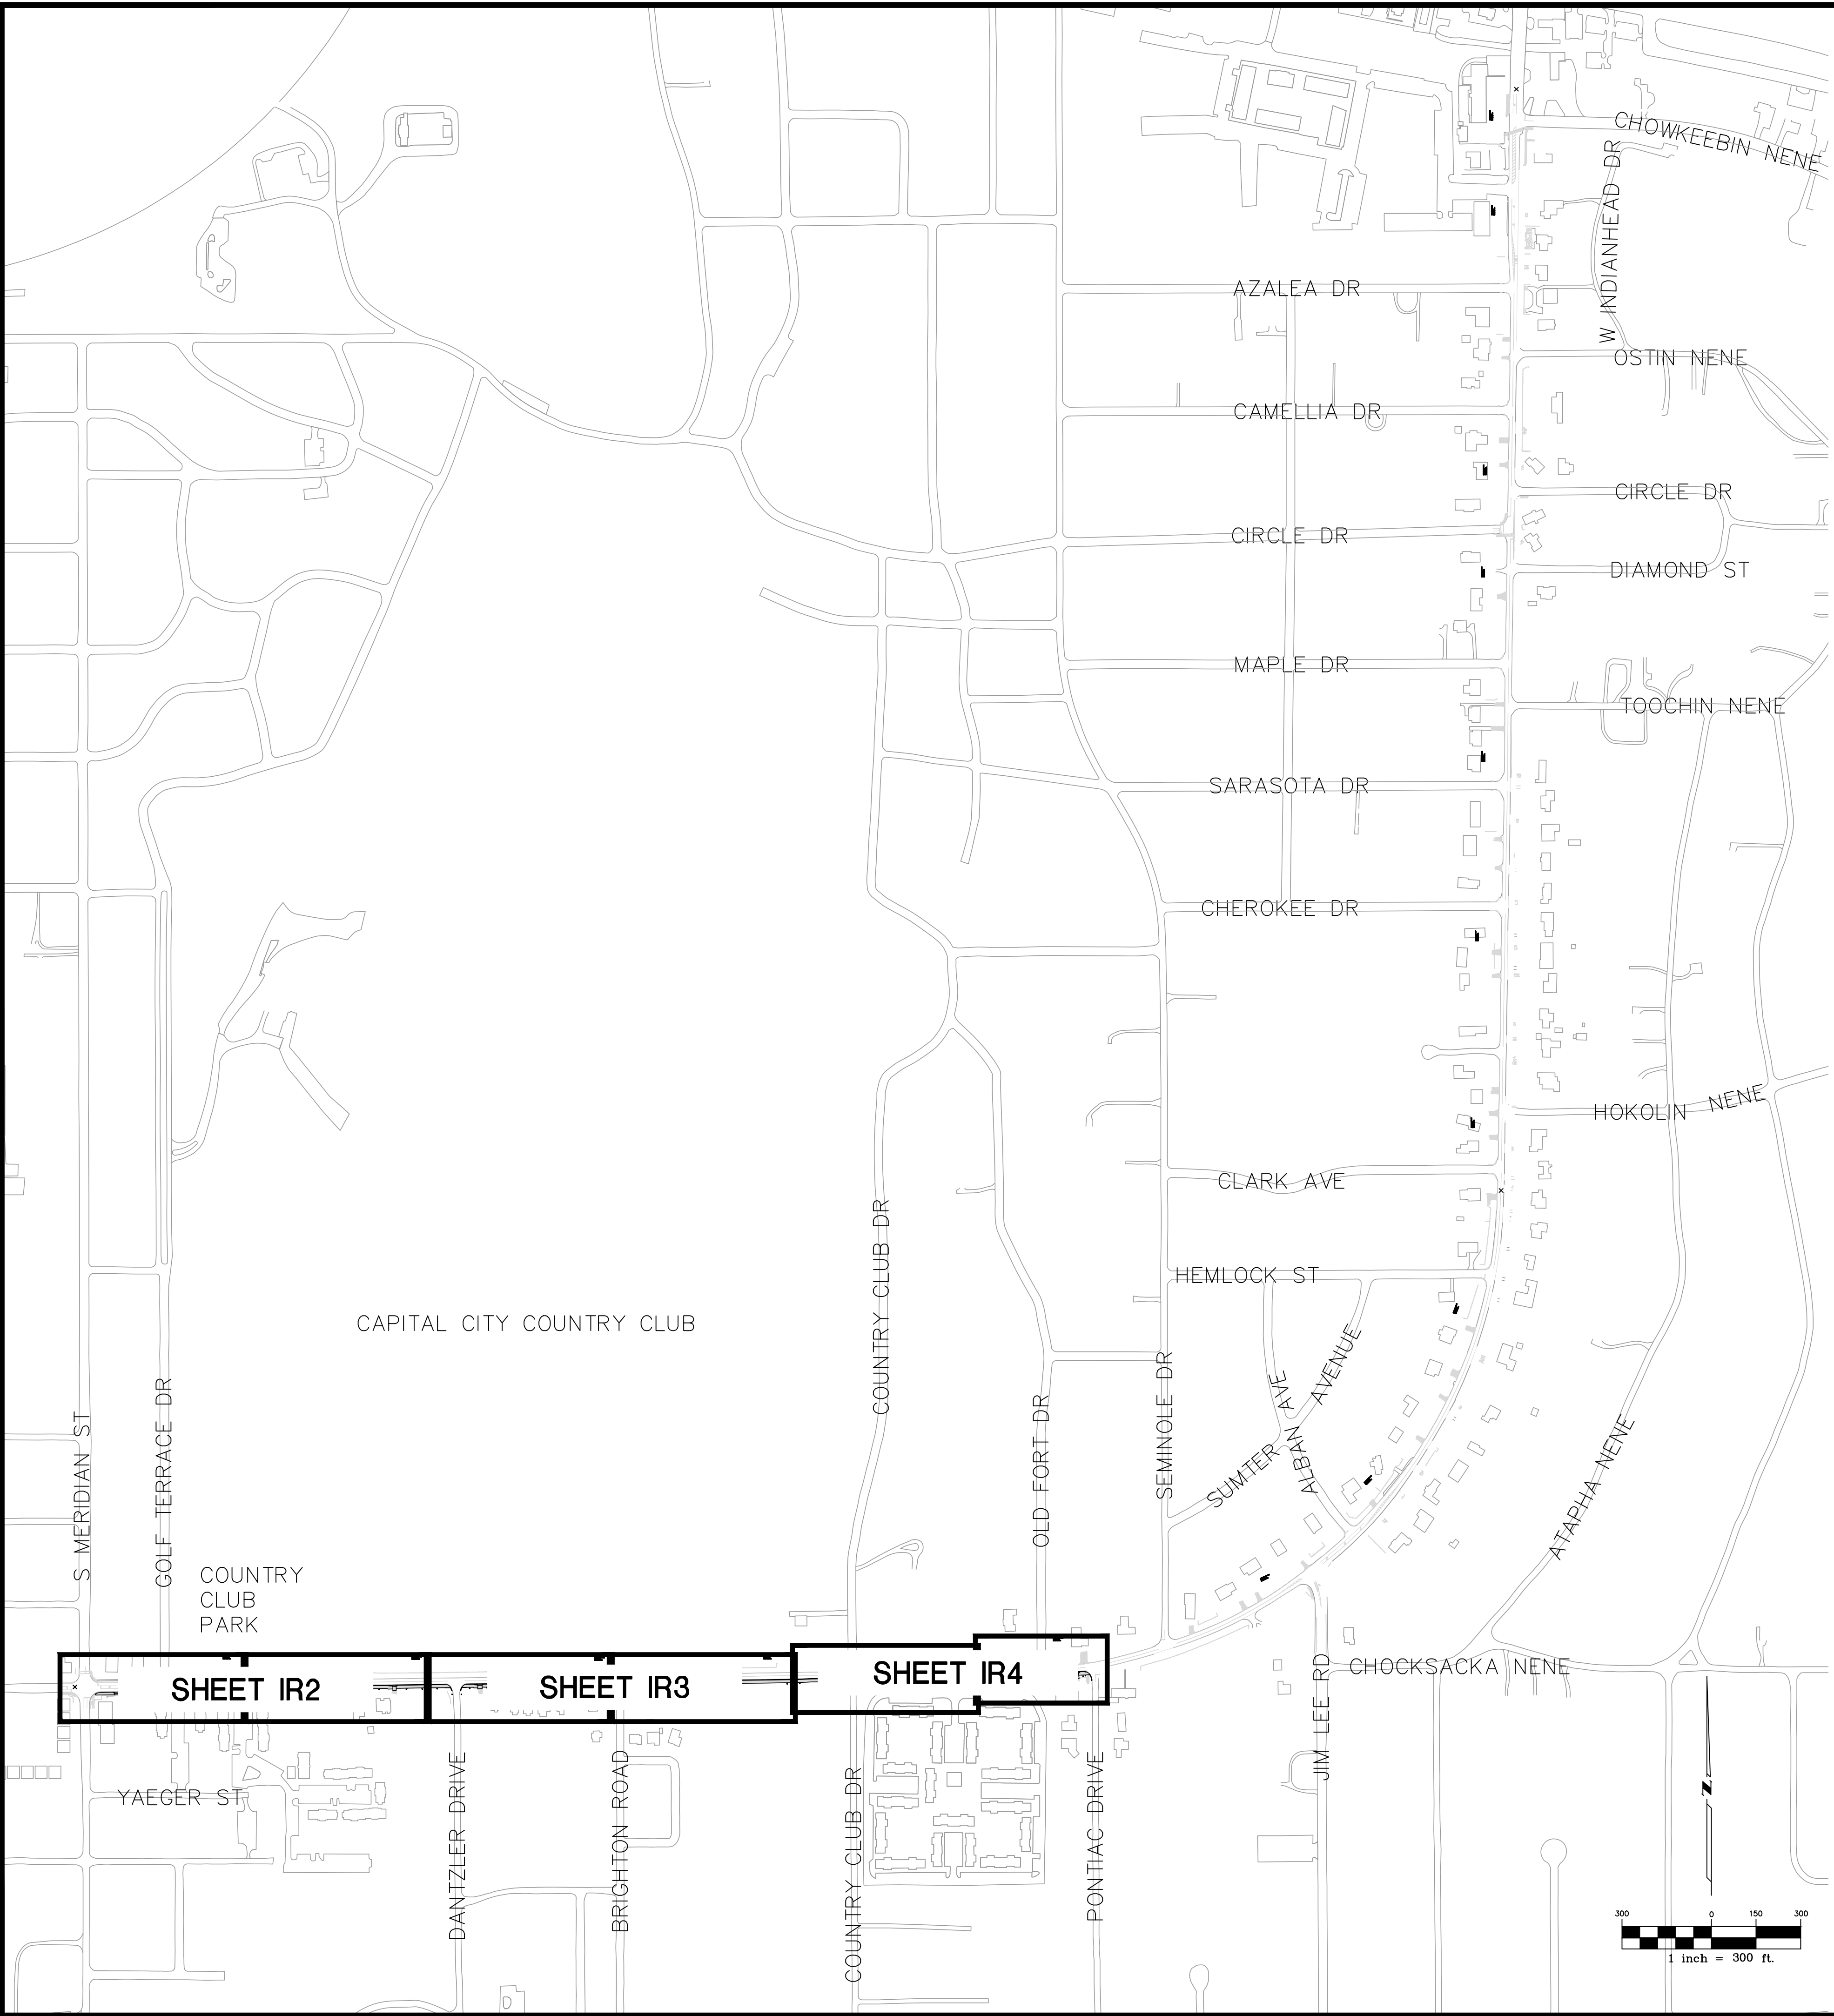 CHOWKEEBIN NENE
W INDIANHEAD DR
AZALEA DR
OSTIN NENE
CAMELLIA DR
CIRCLE DR
CIRCLE DR
DIAMOND ST
MAPLE DR
TOOCHIN NENE
SARASOTA DR
CHEROKEE DR
HOKOLIN NENE
CLARK AVE
COUNTRY CLUB DR
HEMLOCK ST
CAPITAL CITY COUNTRY CLUB
S MERIDIAN ST
GOLF TERRACE DR
OLD FORT DR
SEMINOLE DR
SUMTER AVE
ALBAN AVENUE
ATAPHA NENE
COUNTRY
CLUB
PARK
SHEET IR2
SHEET IR3
SHEET IR4
CHOCKSACKA NENE
JIM LEE RD
YAEGER ST
DANTZLER DRIVE
BRIGHTON ROAD
COUNTRY CLUB DR
PONTIAC DRIVE
N
300 0 150 300
1 inch = 300 ft.